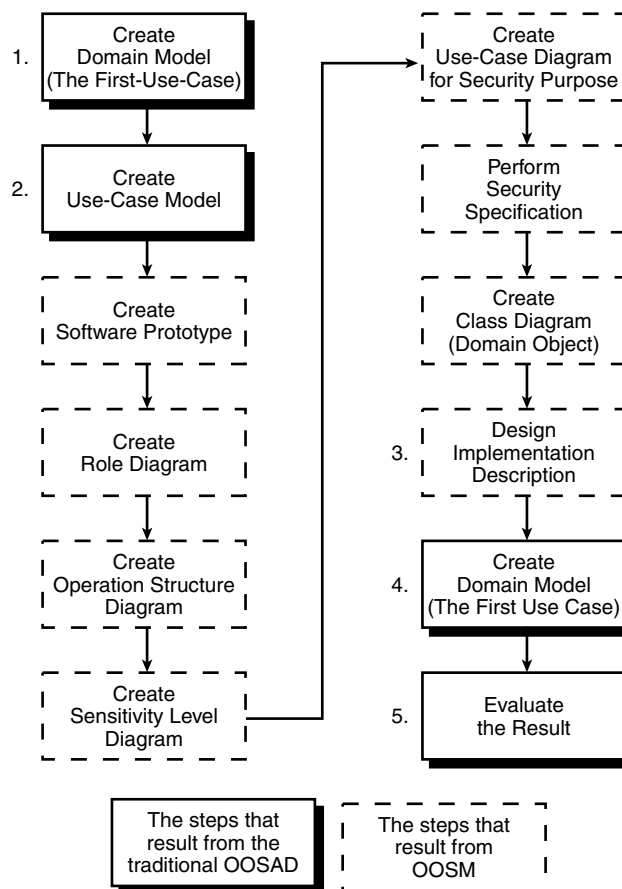 1.
Create
Domain Model
(The First-Use-Case)
2.
Create
Use-Case Model
Create
Software Prototype
Create
Role Diagram
Create
Operation Structure
Diagram
Create
Sensitivity Level
Diagram
Create
Use-Case Diagram
for Security Purpose
Perform
Security
Specification
Create
Class Diagram
(Domain Object)
3.
Design
Implementation
Description
4.
Create
Domain Model
(The First Use Case)
5.
Evaluate
the Result
The steps that
result from the
traditional OOSAD
The steps that
result from
OOSM